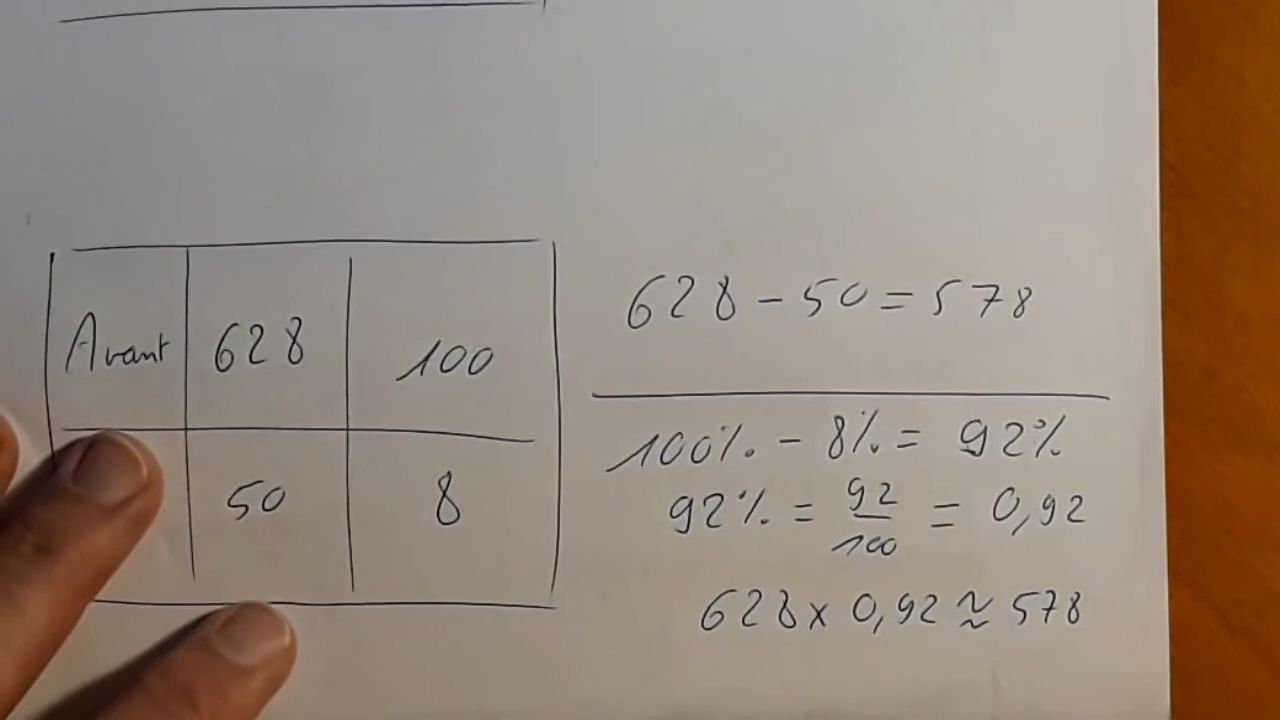 Avant 628 100
50 8
628 - 50 = 578
100% - 8% = 92%
92% = 92/100 = 0,92
628 x 0,92 ≈ 578